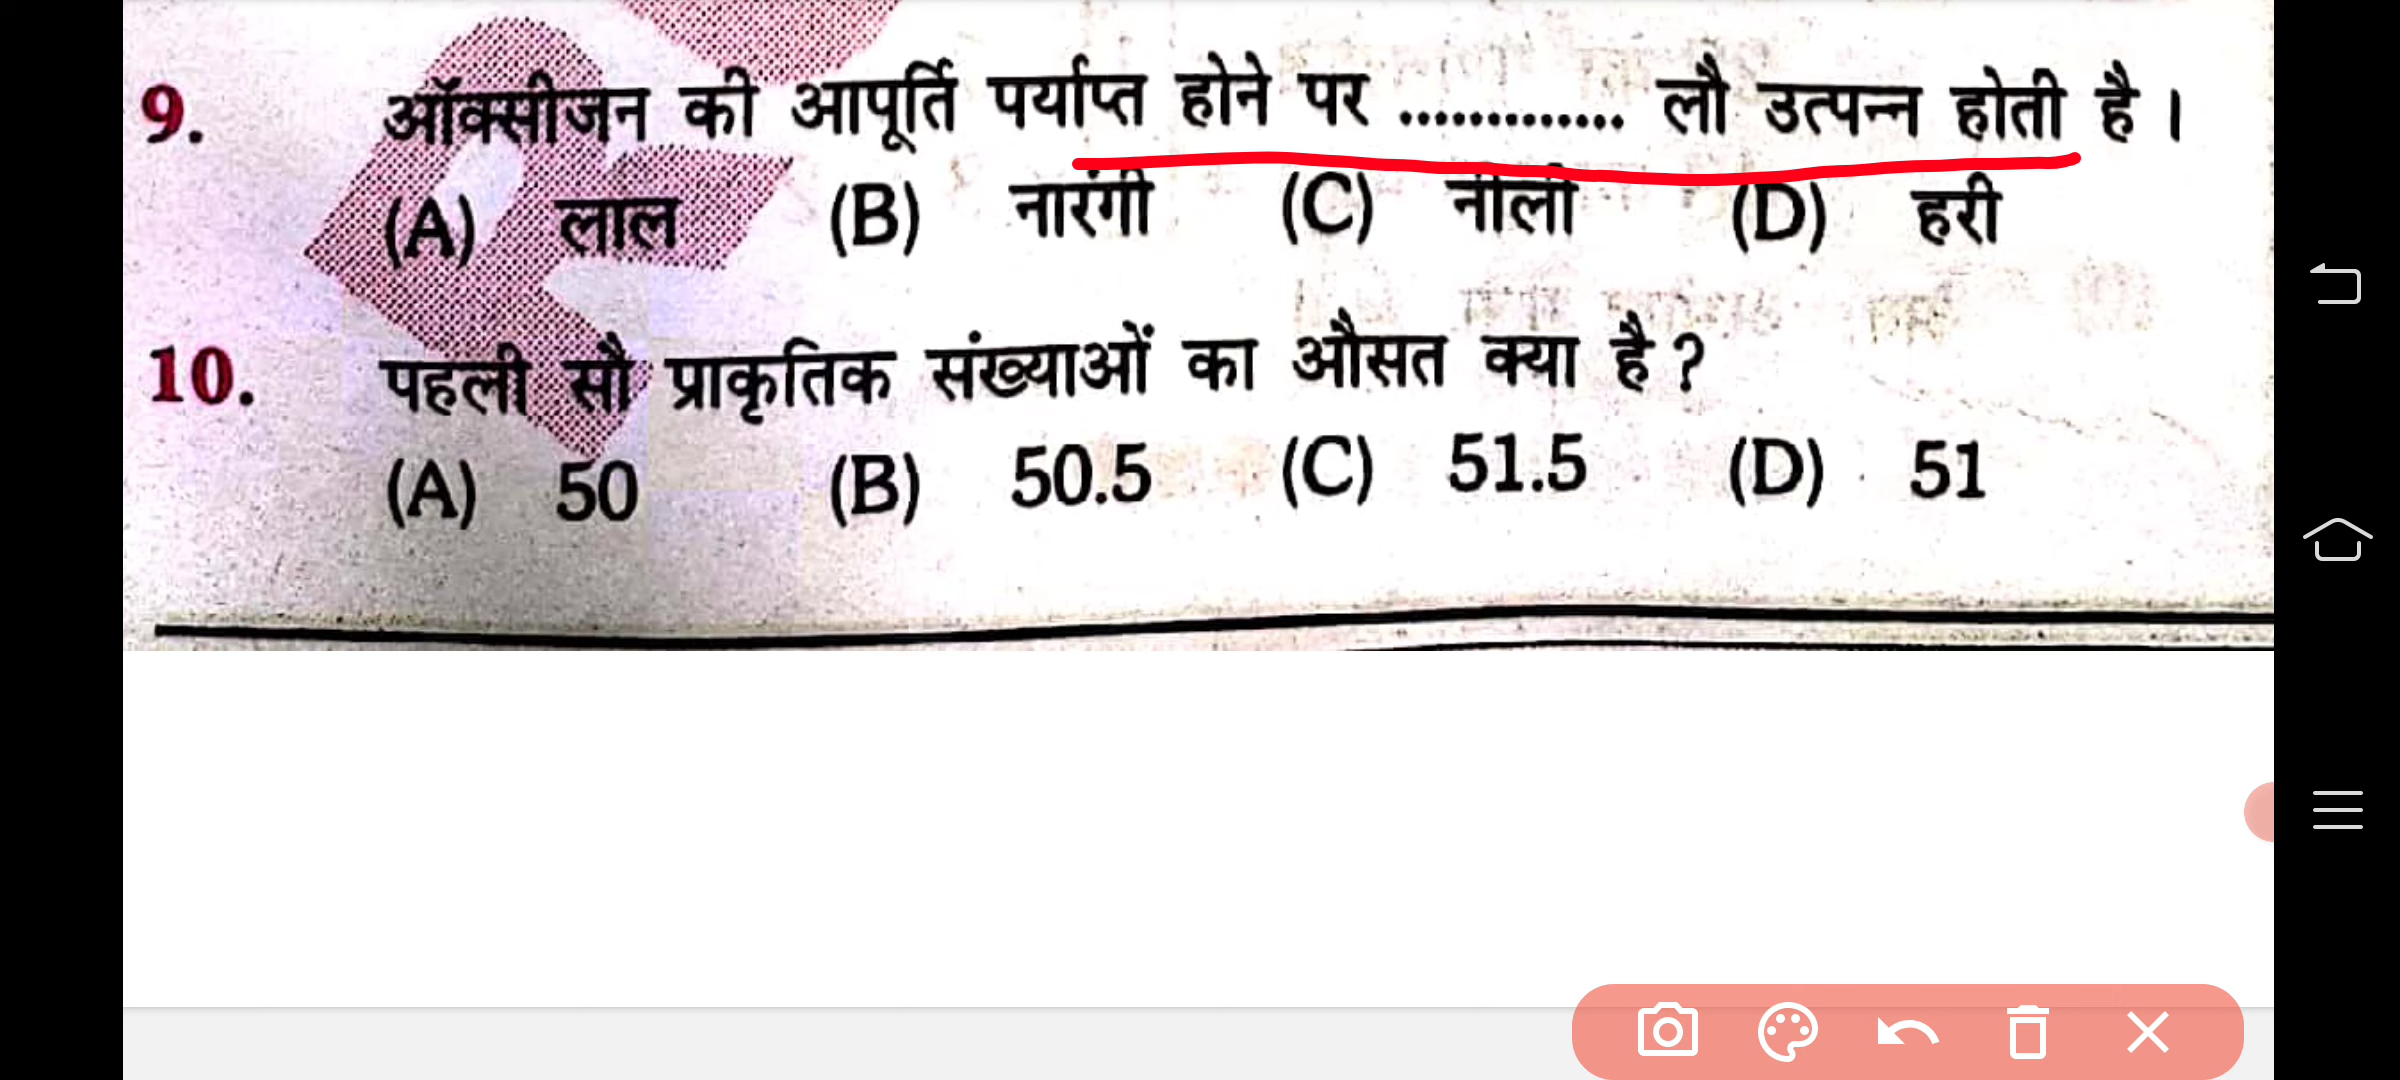 9. ऑक्सीजन की आपूर्ति पर्याप्त होने पर ............. लौ उत्पन्न होती है ।
(A) लाल (B) नारंगी (C) नीली (D) हरी
10. पहली सौ प्राकृतिक संख्याओं का औसत क्या है ?
(A) 50 (B) 50.5 (C) 51.5 (D) 51